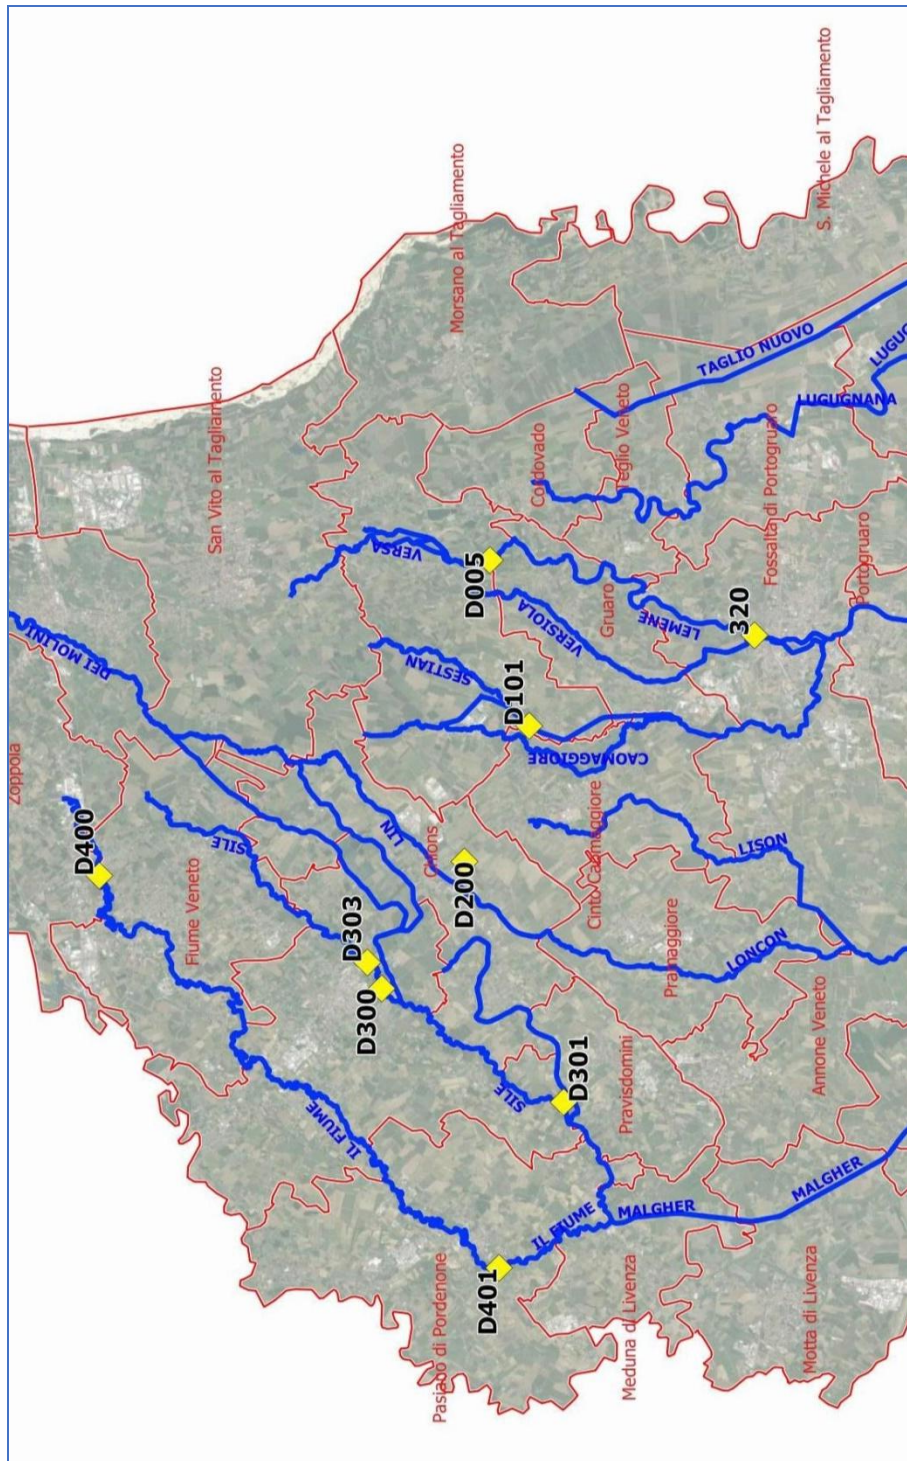 S. Michele al Tagliamento
Morsano al Tagliamento
San Vito al Tagliamento
TAGLIO NUOVO
LUGUGNANA
Teglio Veneto
Cordovado
Fossalta di Portogruaro
Portogruaro
VERSA
D005
VERSIOLA
Gruaro
LEMENE
320
DEI MOLINI
SESTIAN
D101
CAOMAGGIORE
Zoppola
D400
SILE
Fiume Veneto
LIN
Chions
D200
Cinto Caomaggiore
LISON
D303
D300
Pramaggiore
LONCON
Annone Veneto
D301
SILE
Pravisdomini
IL FIUME
IL FIUME
MALGHER
MALGHER
D401
Pasiano di Pordenone
Meduna di Livenza
Motta di Livenza